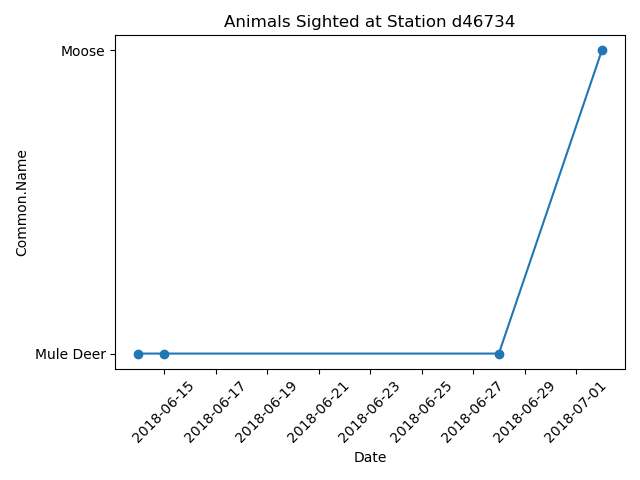 Animals Sighted at Station d46734
Moose
Common.Name
Mule Deer
2018-06-15
2018-06-17
2018-06-19
2018-06-21
2018-06-23
2018-06-25
2018-06-27
2018-06-29
2018-07-01
Date